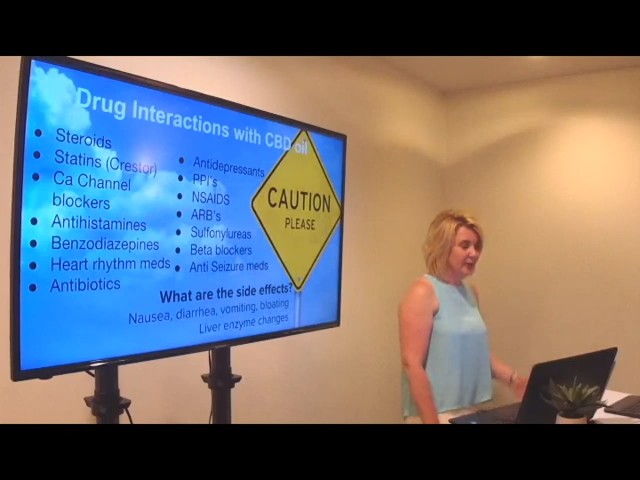 Drug Interactions with CBD oil
Steroids
Statins (Crestor)
Ca Channel
blockers
Antihistamines
Benzodiazepines
Heart rhythm meds
Antibiotics
Antidepressants
PPI's
NSAIDS
ARB's
Sulfonylureas
Beta blockers
Anti Seizure meds
CAUTION
PLEASE
What are the side effects?
Nausea, diarrhea, vomiting, bloating
Liver enzyme changes